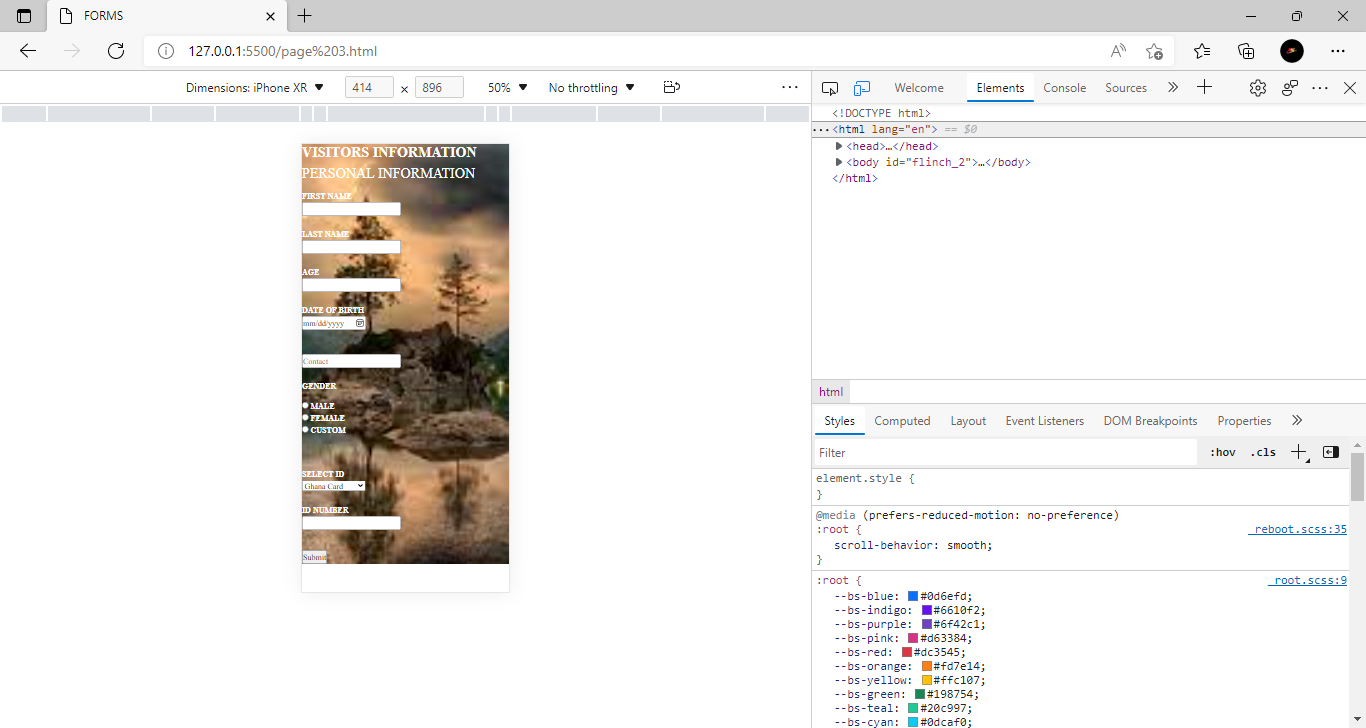 FORMS
127.0.0.1:5500/page%203.html
Dimensions: iPhone XR 414 × 896 50% No throttling
Welcome Elements Console Sources
VISITORS INFORMATION
PERSONAL INFORMATION
FIRST NAME
LAST NAME
AGE
DATE OF BIRTH
mm/dd/yyyy
Contact
GENDER
MALE
FEMALE
CUSTOM
SELECT ID
Ghana Card
ID NUMBER
Submit
<!DOCTYPE html>
<html lang="en"> == $0
<head>…</head>
<body id="flinch_2">…</body>
</html>
html
Styles Computed Layout Event Listeners DOM Breakpoints Properties
Filter :hov .cls
element.style {
}
@media (prefers-reduced-motion: no-preference)
:root { _reboot.scss:35
scroll-behavior: smooth;
}
:root { _root.scss:9
--bs-blue: #0d6efd;
--bs-indigo: #6610f2;
--bs-purple: #6f42c1;
--bs-pink: #d63384;
--bs-red: #dc3545;
--bs-orange: #fd7e14;
--bs-yellow: #ffc107;
--bs-green: #198754;
--bs-teal: #20c997;
--bs-cyan: #0dcaf0;